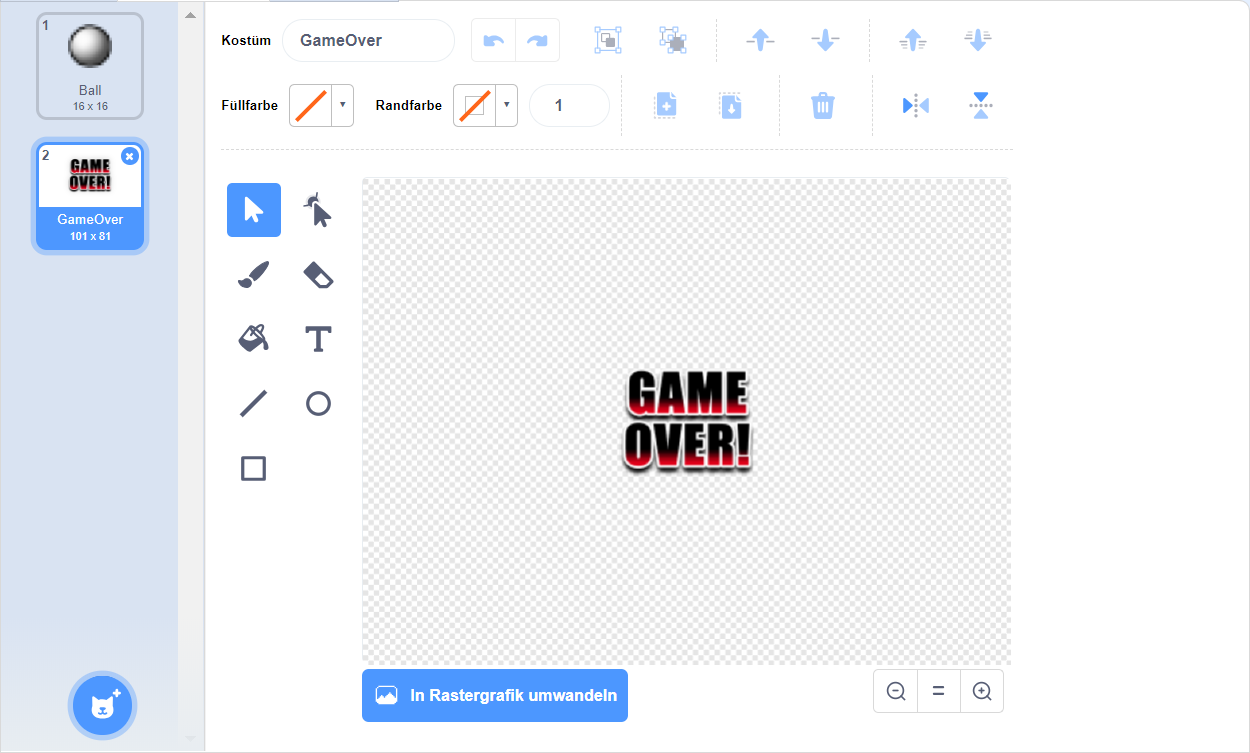 1
Ball
16 x 16
2
GAME
OVER!
GameOver
101 x 81
Kostüm
GameOver
Füllfarbe
Randfarbe
1
GAME
OVER!
In Rastergrafik umwandeln